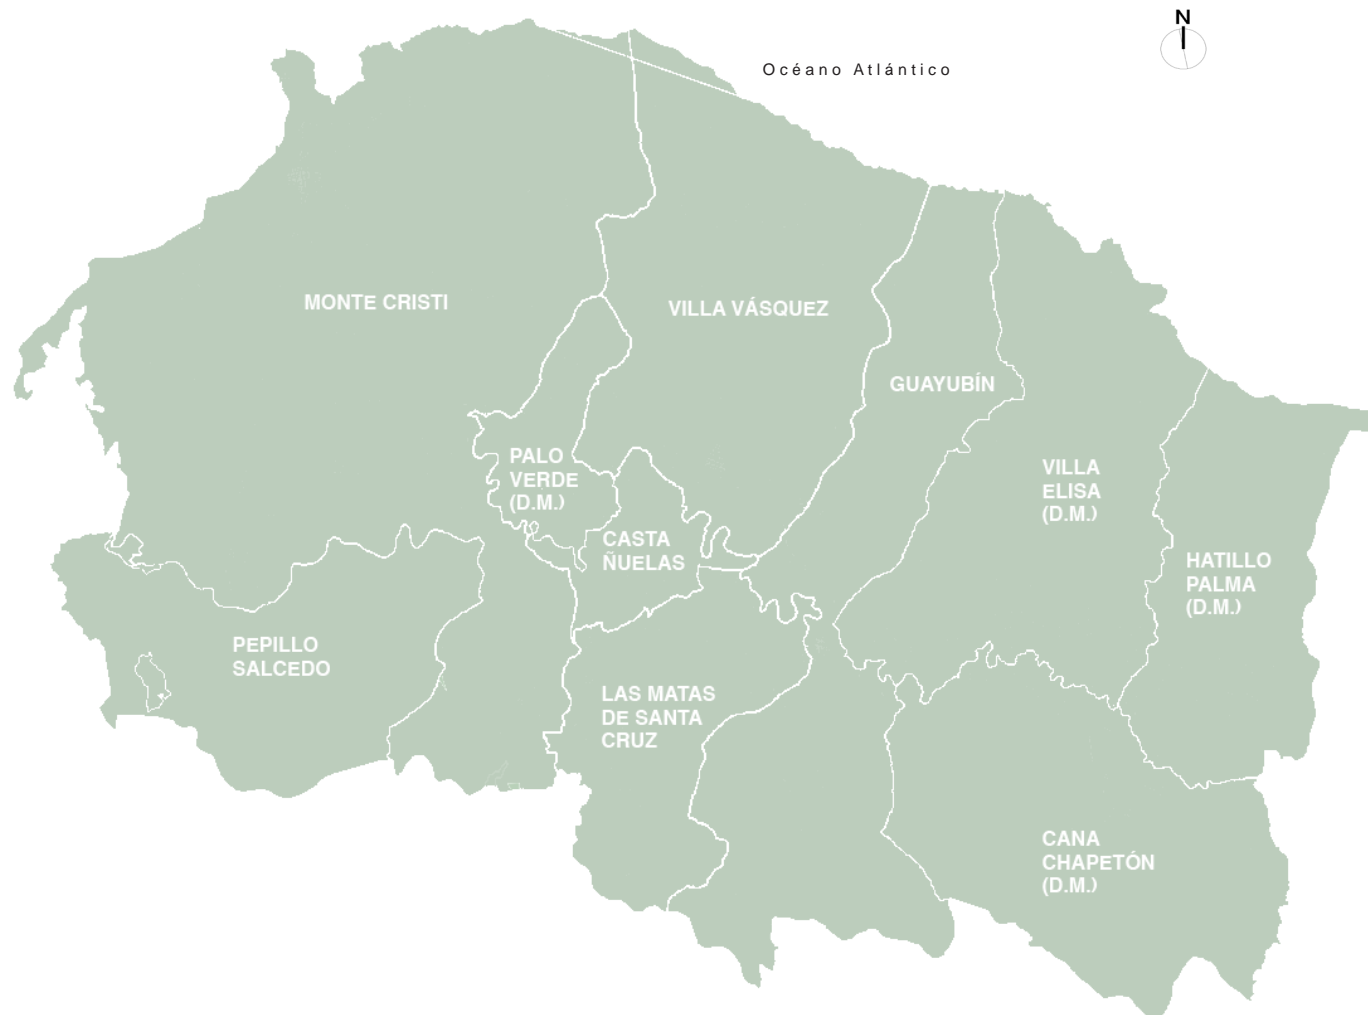 N
Océano Atlántico
MONTE CRISTI
VILLA VÁSQUEZ
GUAYUBÍN
PALO
VERDE
(D.M.)
VILLA
ELISA
(D.M.)
CASTA
ÑUELAS
HATILLO
PALMA
(D.M.)
PEPILLO
SALCEDO
LAS MATAS
DE SANTA
CRUZ
CANA
CHAPETÓN
(D.M.)